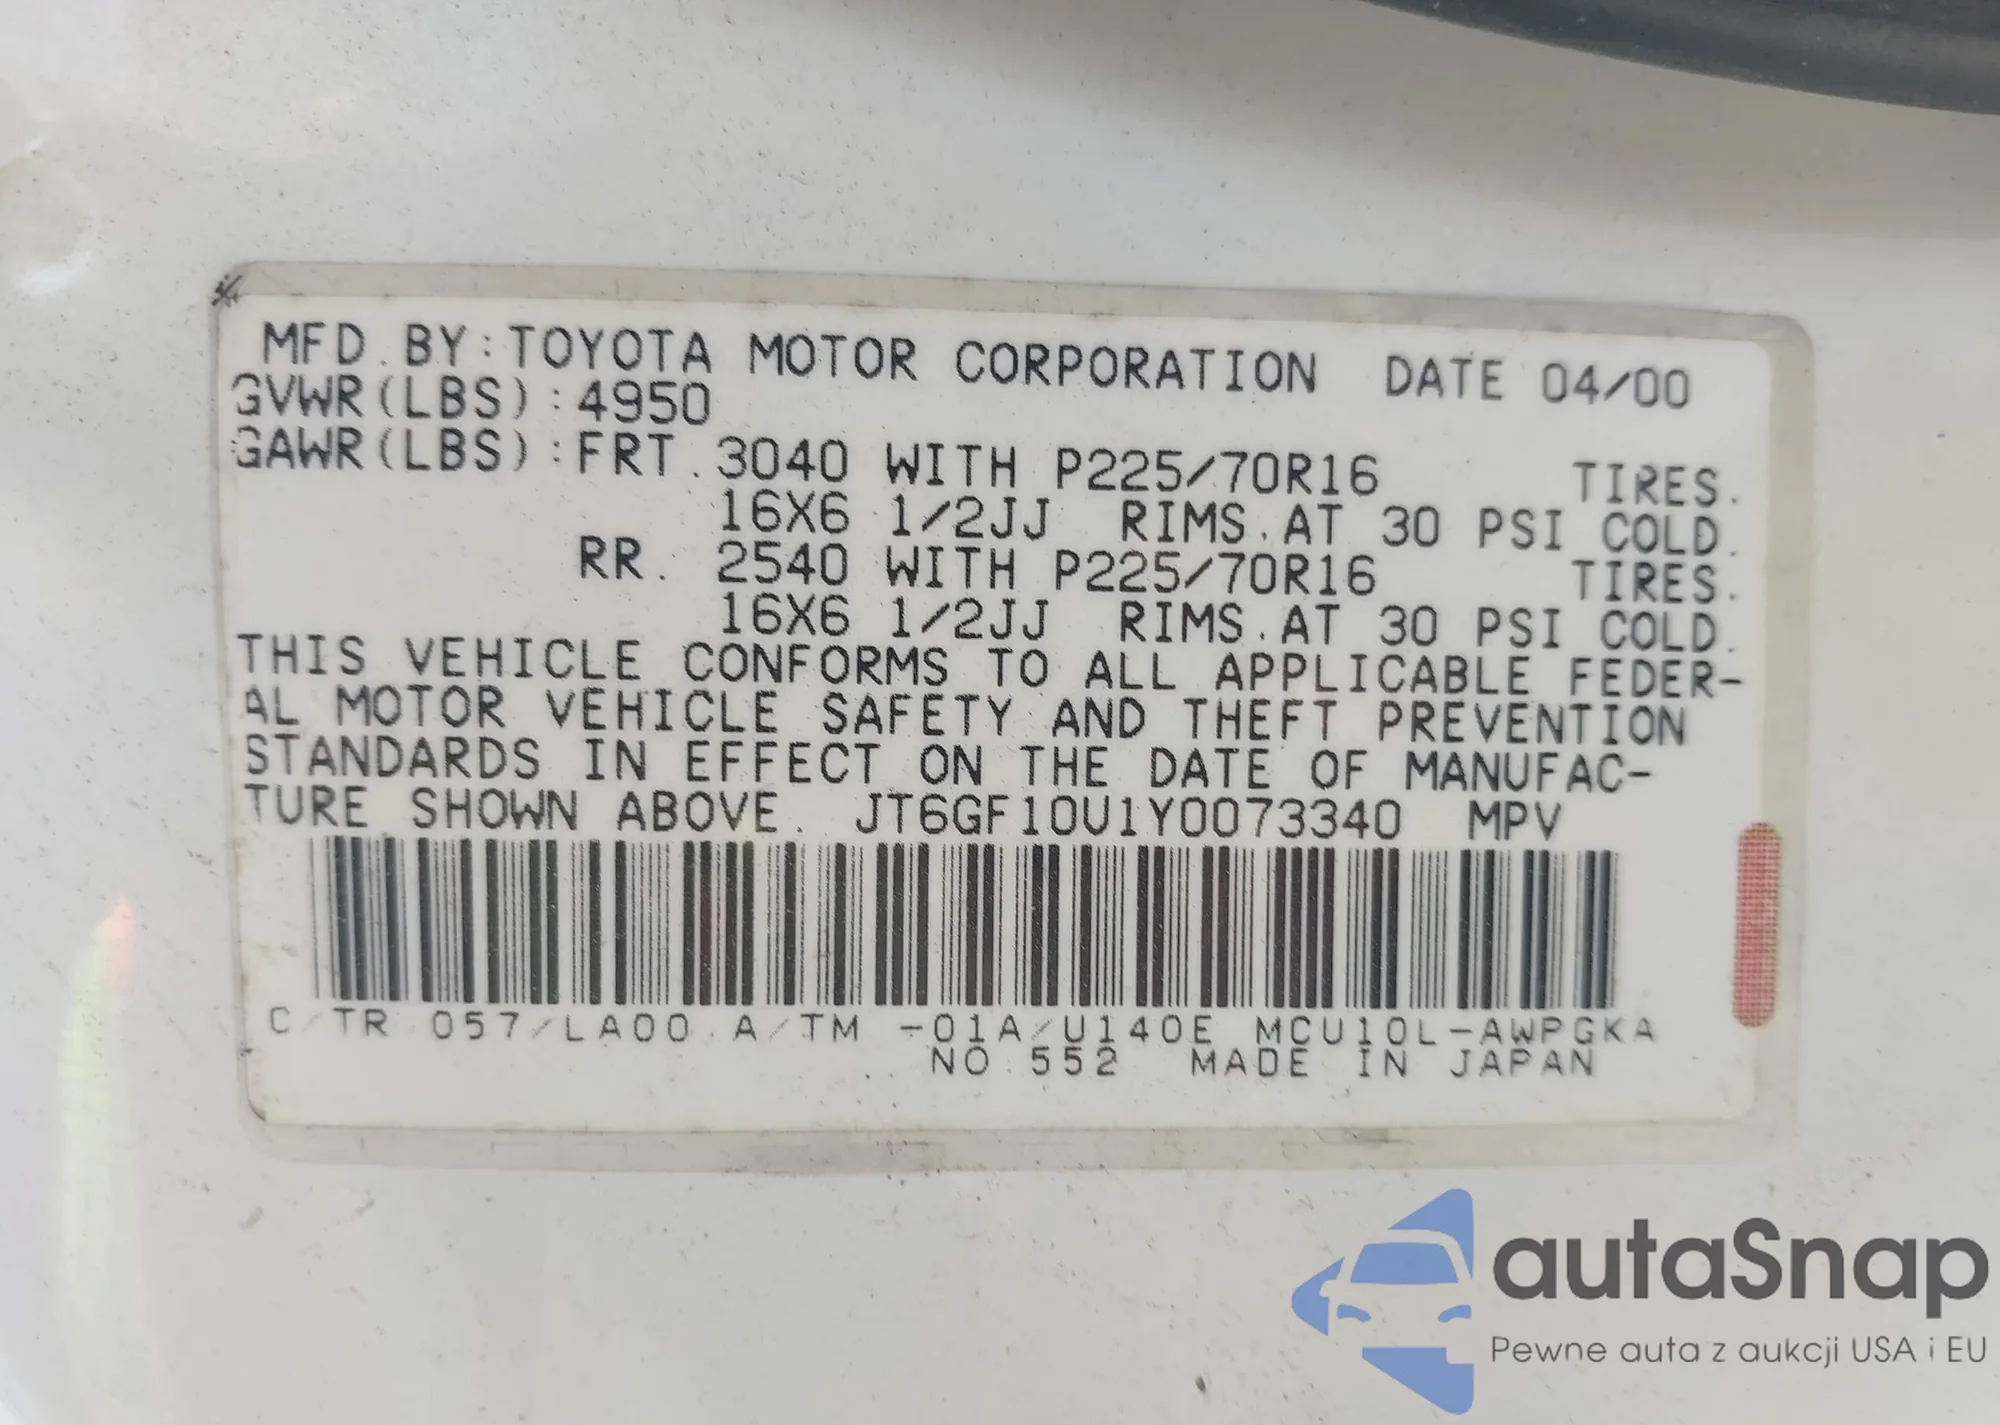 MFD. BY: TOYOTA MOTOR CORPORATION DATE 04/00
GVWR(LBS): 4950
GAWR(LBS): FRT. 3040 WITH P225/70R16 TIRES.
16X6 1/2JJ RIMS. AT 30 PSI COLD.
RR. 2540 WITH P225/70R16 TIRES.
16X6 1/2JJ RIMS. AT 30 PSI COLD.
THIS VEHICLE CONFORMS TO ALL APPLICABLE FEDER-
AL MOTOR VEHICLE SAFETY AND THEFT PREVENTION
STANDARDS IN EFFECT ON THE DATE OF MANUFAC-
TURE SHOWN ABOVE. JT6GF10U1Y0073340 MPV
C/TR 057/LA00 A/TM -01A/U140E MCU10L-AWPGKA
NO.552 MADE IN JAPAN
autaSnap
Pewne auta z aukcji USA i EU